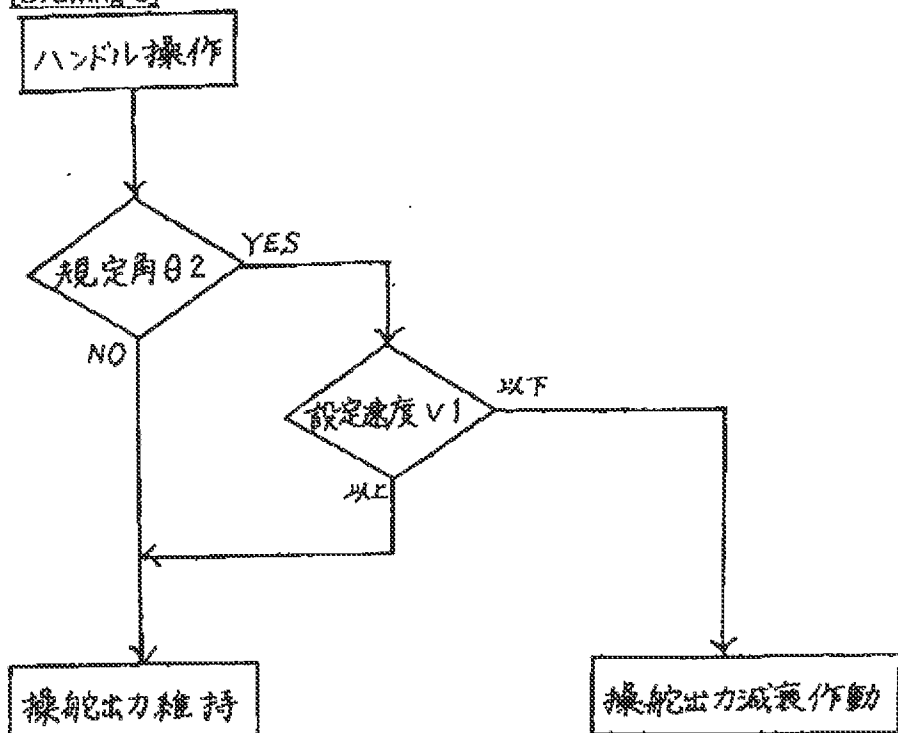 ハンドル操作
規定角θ2
YES
NO
設定速度V1
以下
以上
操舵出力維持
操舵出力減衰作動